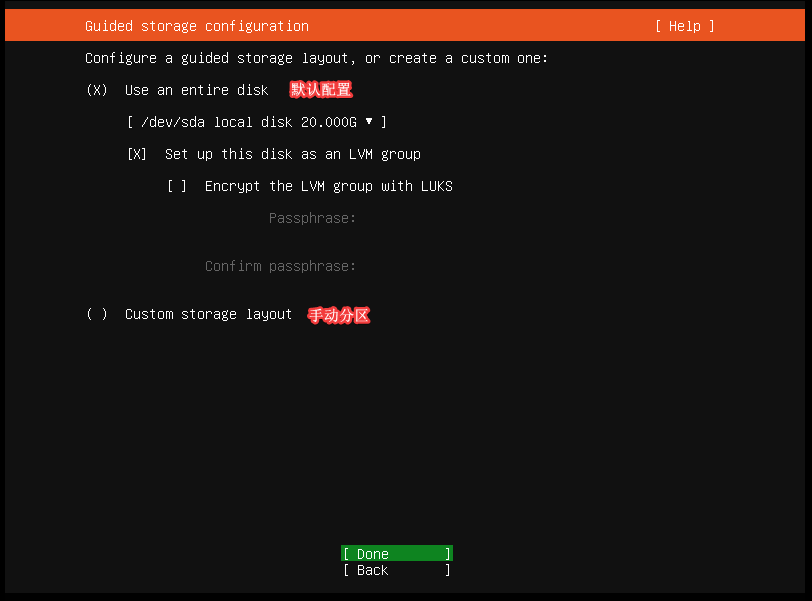 Guided storage configuration [ Help ]
Configure a guided storage layout, or create a custom one:
(X) Use an entire disk 默认配置
[ /dev/sda local disk 20.000G ▾ ]
[X] Set up this disk as an LVM group
[ ] Encrypt the LVM group with LUKS
Passphrase:
Confirm passphrase:
( ) Custom storage layout 手动分区
[ Done ]
[ Back ]